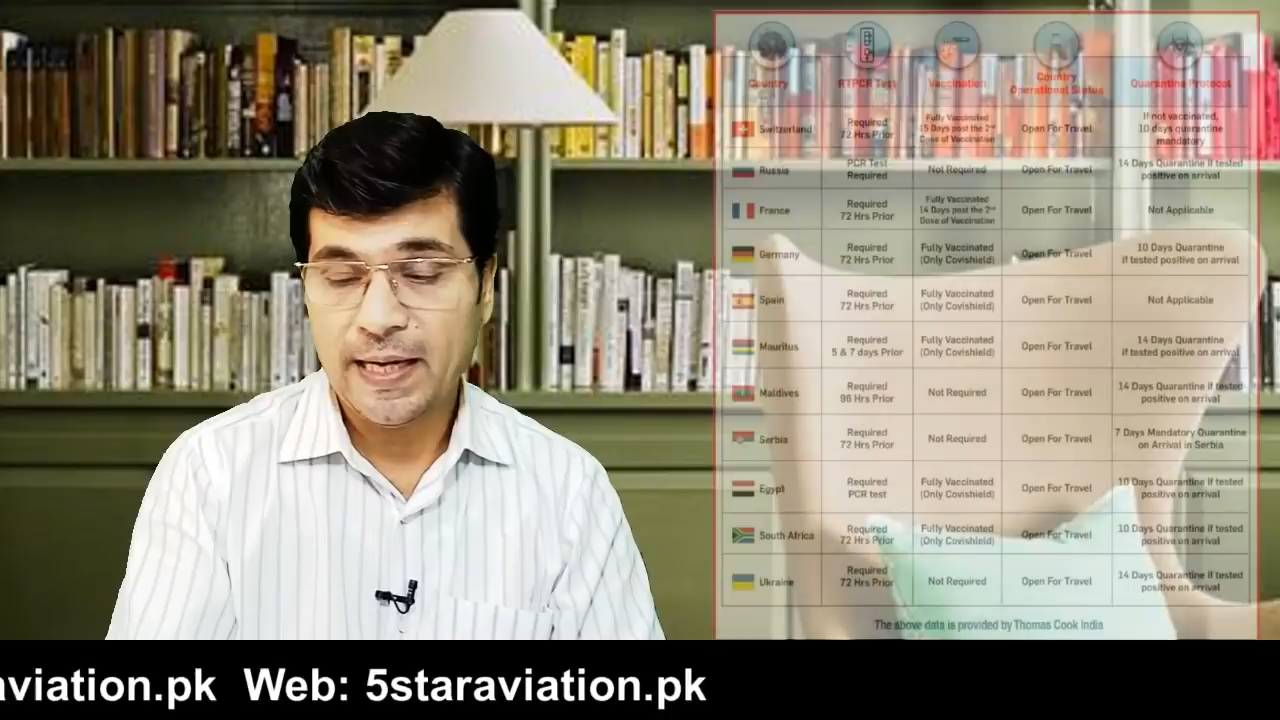 Country RTPCR Test Vaccination Country Operational Status Quarantine Protocol
Switzerland Required 72 Hrs Prior Fully Vaccinated 15 Days post the 2nd Dose of Vaccination Open For Travel If not vaccinated, 10 days quarantine mandatory
Russia PCR Test Required Not Required Open For Travel 14 Days Quarantine if tested positive on arrival
France Required 72 Hrs Prior Fully Vaccinated 14 Days post the 2nd Dose of Vaccination Open For Travel Not Applicable
Germany Required 72 Hrs Prior Fully Vaccinated (Only Covishield) Open For Travel 10 Days Quarantine if tested positive on arrival
Spain Required 72 Hrs Prior Fully Vaccinated (Only Covishield) Open For Travel Not Applicable
Mauritus Required 5 & 7 days Prior Fully Vaccinated (Only Covishield) Open For Travel 14 Days Quarantine if tested positive on arrival
Maldives Required 96 Hrs Prior Not Required Open For Travel 14 Days Quarantine if tested positive on arrival
Serbia Required 72 Hrs Prior Not Required Open For Travel 7 Days Mandatory Quarantine on Arrival in Serbia
Egypt Required PCR test Fully Vaccinated (Only Covishield) Open For Travel 10 Days Quarantine if tested positive on arrival
South Africa Required 72 Hrs Prior Fully Vaccinated (Only Covishield) Open For Travel 10 Days Quarantine if tested positive on arrival
Ukraine Required 72 Hrs Prior Not Required Open For Travel 14 Days Quarantine if tested positive on arrival
The above data is provided by Thomas Cook India
aviation.pk Web: 5staraviation.pk